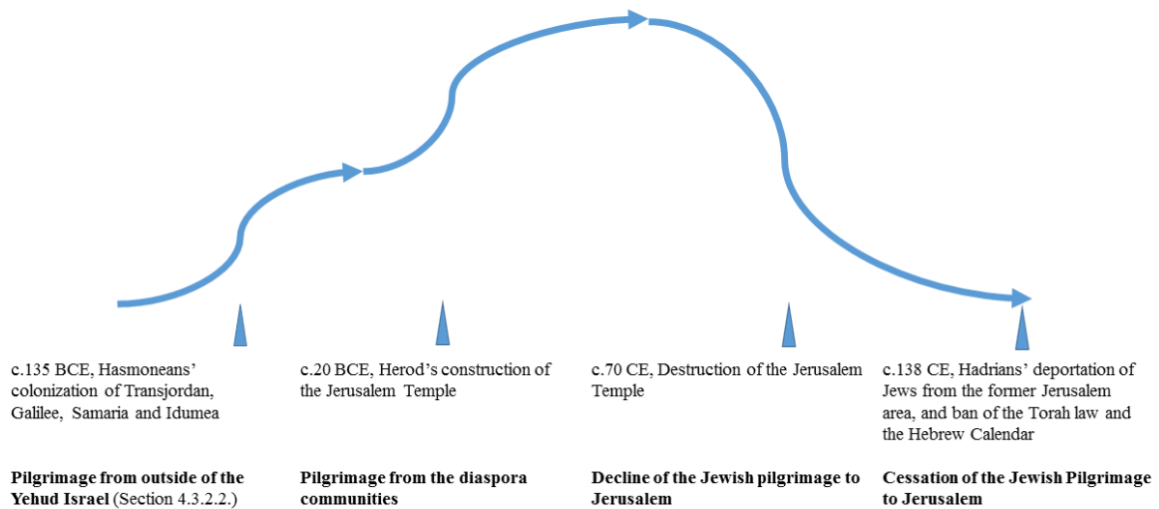 c.135 BCE, Hasmoneans’
colonization of Transjordan,
Galilee, Samaria and Idumea
Pilgrimage from outside of the
Yehud Israel (Section 4.3.2.2.)
c.20 BCE, Herod’s construction of
the Jerusalem Temple
Pilgrimage from the diaspora
communities
c.70 CE, Destruction of the Jerusalem
Temple
Decline of the Jewish pilgrimage to
Jerusalem
c.138 CE, Hadrians’ deportation of
Jews from the former Jerusalem
area, and ban of the Torah law and
the Hebrew Calendar
Cessation of the Jewish Pilgrimage
to Jerusalem